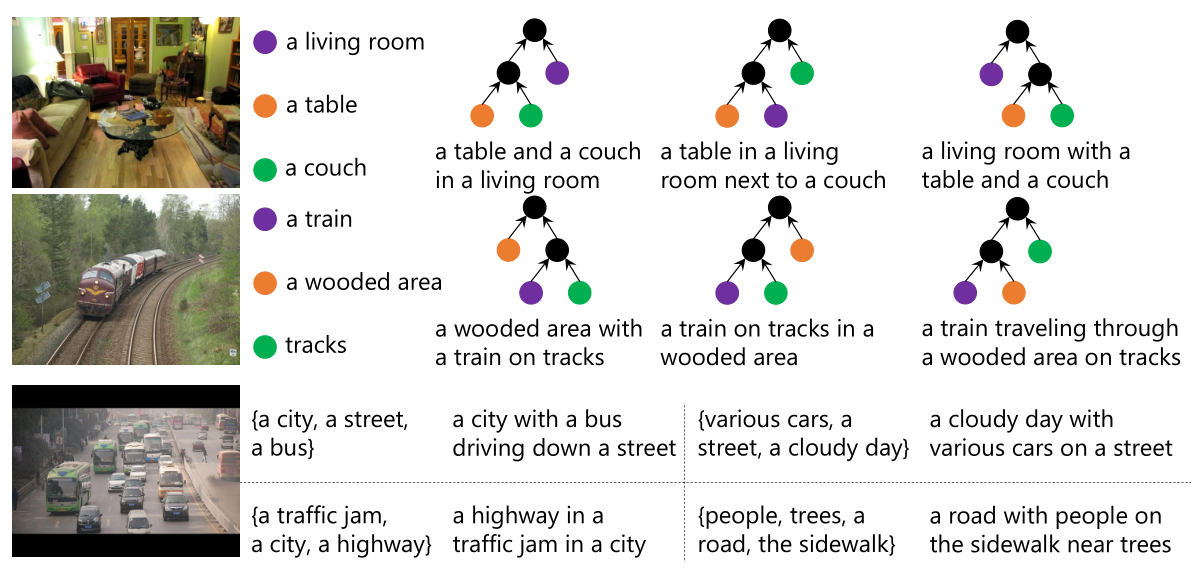 a living room
a table
a couch
a table and a couch
in a living room
a table in a living
room next to a couch
a living room with a
table and a couch
a train
a wooded area
tracks
a wooded area with
a train on tracks
a train on tracks in a
wooded area
a train traveling through
a wooded area on tracks
{a city, a street,
a bus}
a city with a bus
driving down a street
{various cars, a
street, a cloudy day}
a cloudy day with
various cars on a street
{a traffic jam,
a city, a highway}
a highway in a
traffic jam in a city
{people, trees, a
road, the sidewalk}
a road with people on
the sidewalk near trees